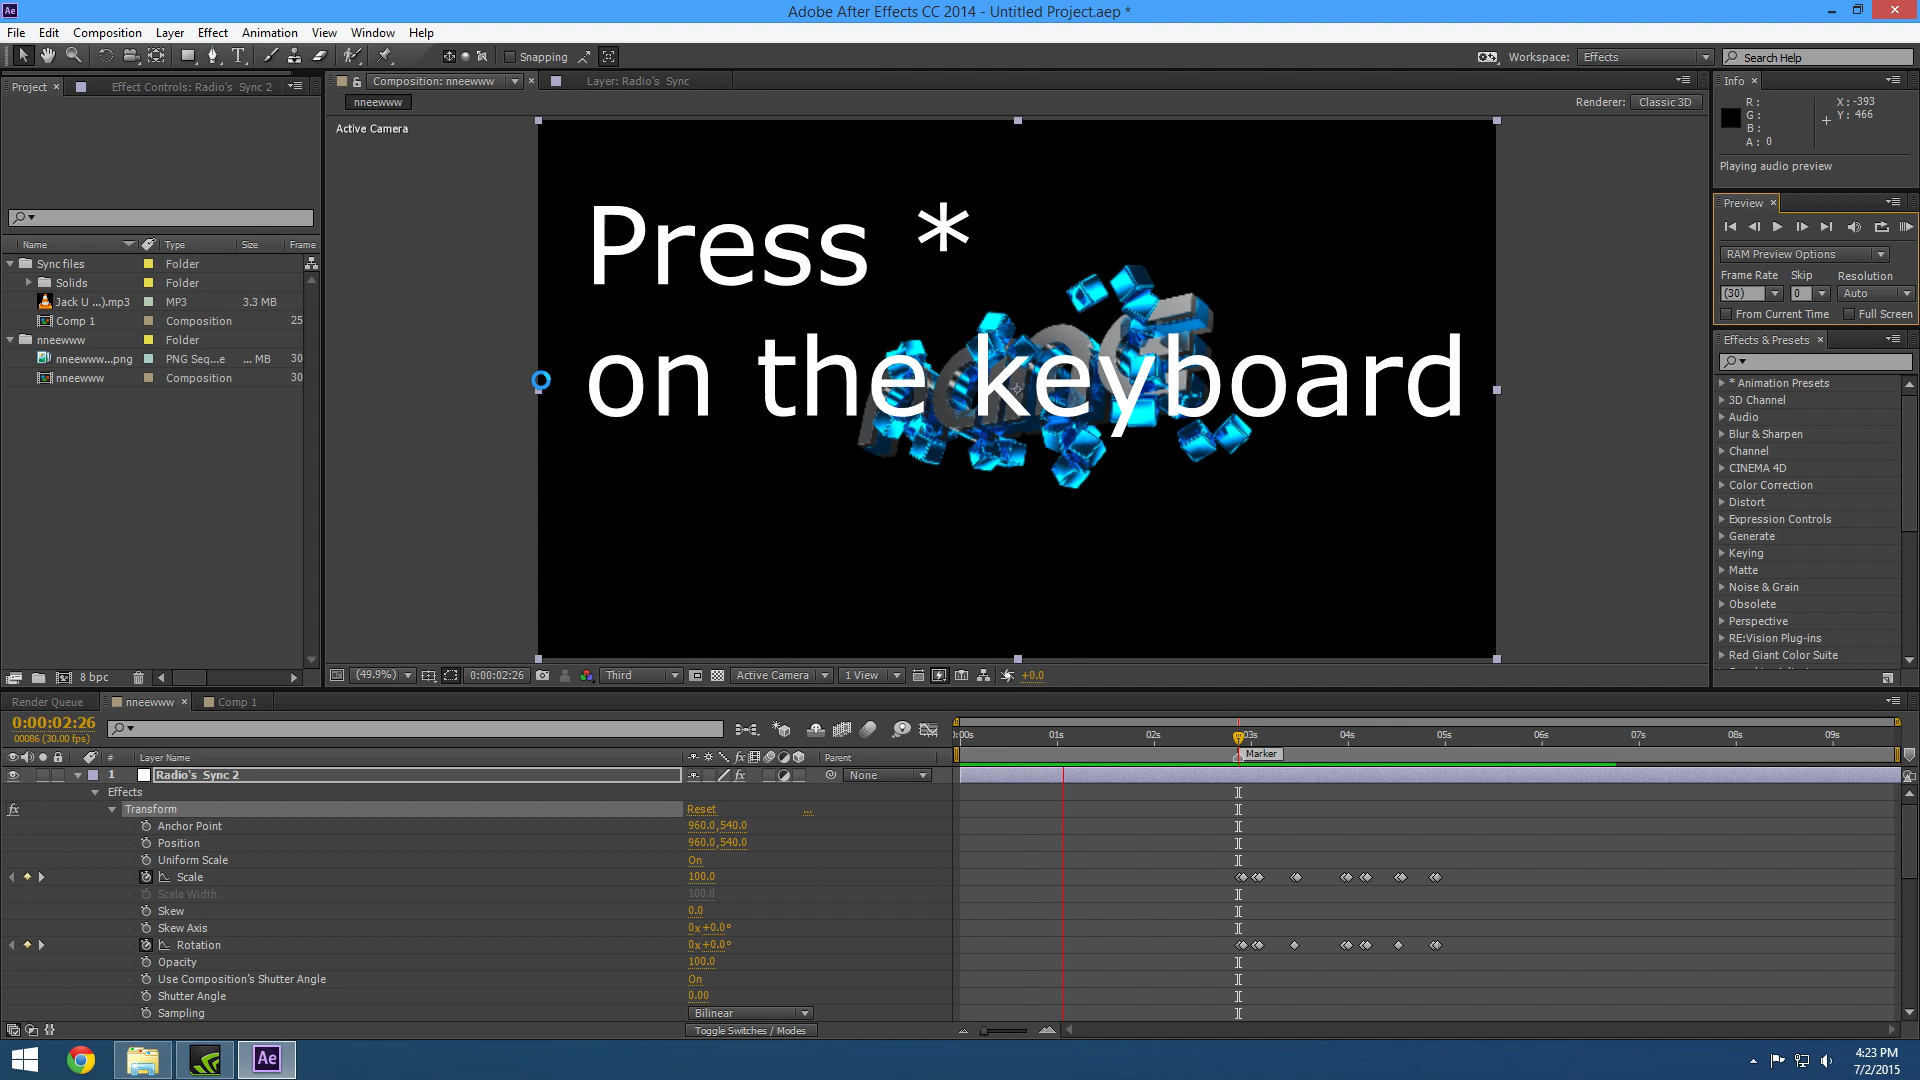 Adobe After Effects CC 2014 - Untitled Project.aep *
File Edit Composition Layer Effect Animation View Window Help
Snapping
Workspace: Effects
Search Help
Project
Effect Controls: Radio's Sync 2
Name Type Size Frame
Sync files Folder
Solids Folder
Jack U ...).mp3 MP3 3.3 MB
Comp 1 Composition 25
nneewww Folder
nneewww...png PNG Seq...e ... MB 30
nneewww Composition 30
8 bpc
Composition: nneewww
Layer: Radio's Sync
nneewww
Renderer: Classic 3D
Active Camera
Press *
on the keyboard
(49.9%) 0:00:02:26 Third Active Camera 1 View +0.0
Info
R: X: -393
G: Y: 466
B:
A: 0
Playing audio preview
Preview
RAM Preview Options
Frame Rate Skip Resolution
(30) 0 Auto
From Current Time Full Screen
Effects & Presets
* Animation Presets
3D Channel
Audio
Blur & Sharpen
Channel
CINEMA 4D
Color Correction
Distort
Expression Controls
Generate
Keying
Matte
Noise & Grain
Obsolete
Perspective
RE:Vision Plug-ins
Red Giant Color Suite
Render Queue nneewww Comp 1
0:00:02:26
00086 (30.00 fps)
:00s 01s 02s 03s 04s 05s 06s 07s 08s 09s
Marker
# Layer Name Parent
1 Radio's Sync 2 None
Effects
Transform Reset ...
Anchor Point 960.0,540.0
Position 960.0,540.0
Uniform Scale On
Scale 100.0
Scale Width 100.0
Skew 0.0
Skew Axis 0x+0.0°
Rotation 0x+0.0°
Opacity 100.0
Use Composition's Shutter Angle On
Shutter Angle 0.00
Sampling Bilinear
Toggle Switches / Modes
Ae
4:23 PM
7/2/2015